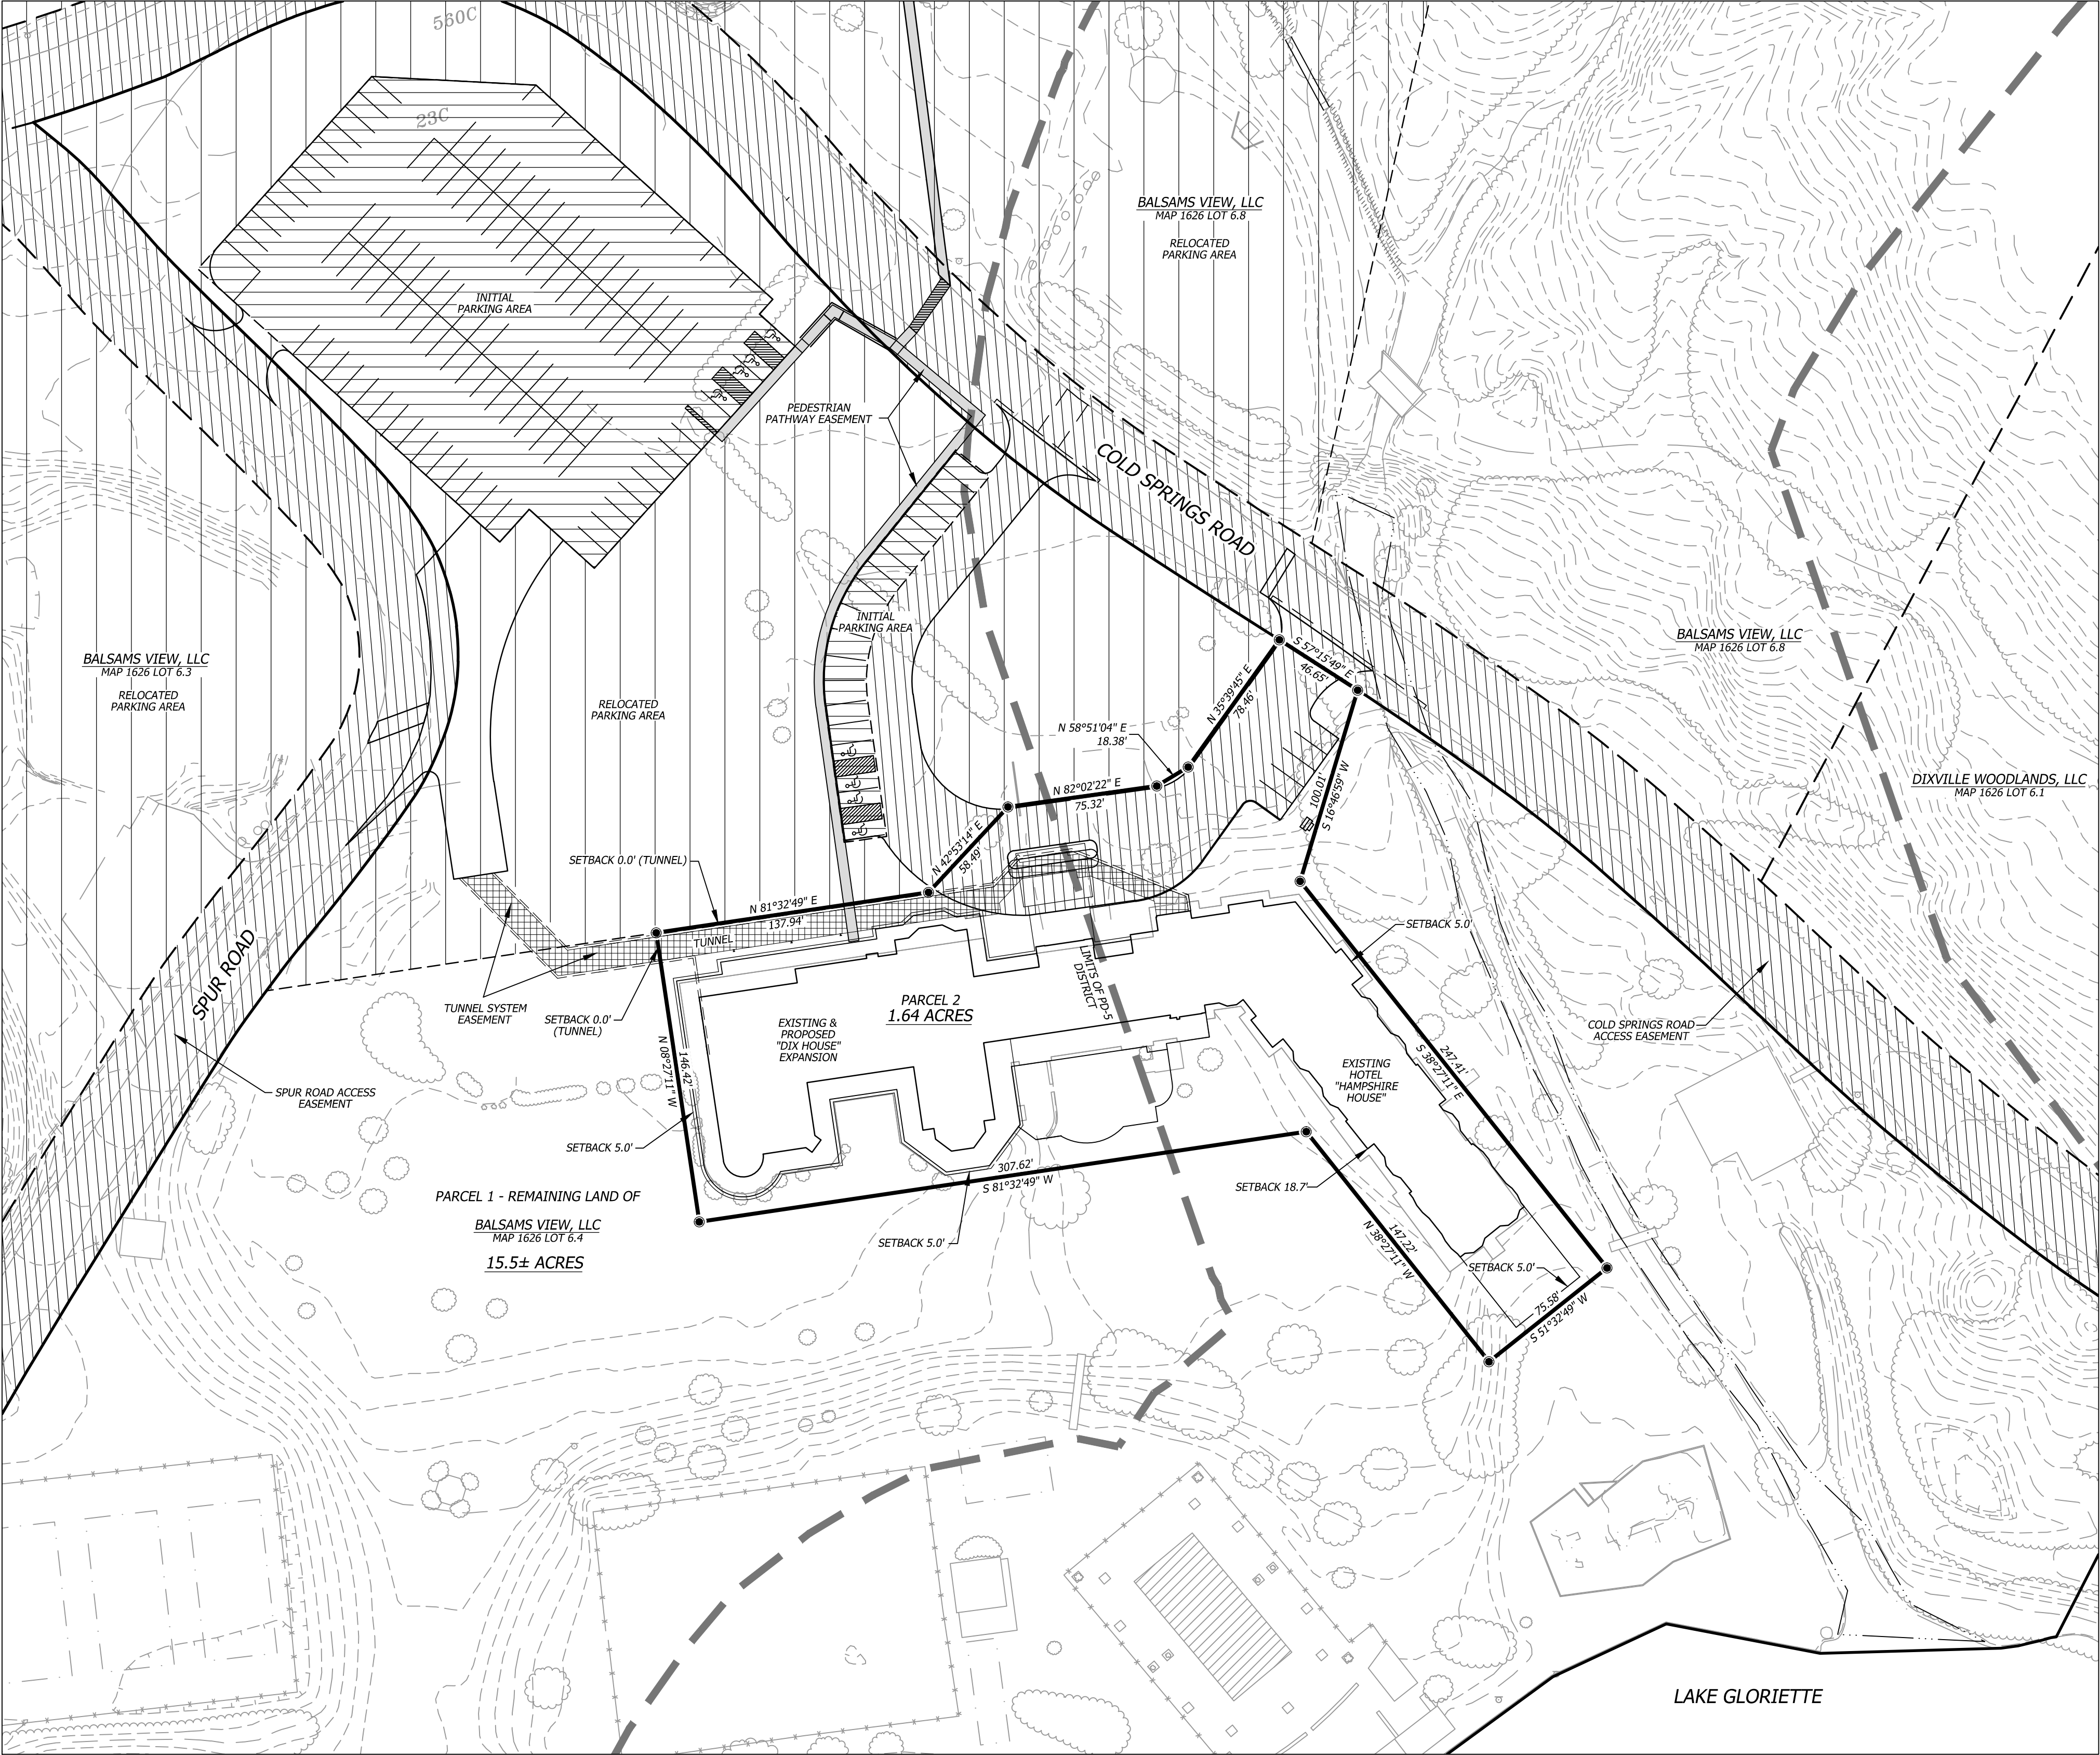 560C
23C
INITIAL
PARKING AREA
BALSAMS VIEW, LLC
MAP 1626 LOT 6.8
RELOCATED
PARKING AREA
PEDESTRIAN
PATHWAY EASEMENT
COLD SPRINGS ROAD
INITIAL
PARKING AREA
BALSAMS VIEW, LLC
MAP 1626 LOT 6.3
RELOCATED
PARKING AREA
RELOCATED
PARKING AREA
BALSAMS VIEW, LLC
MAP 1626 LOT 6.8
S 57°15'49" E
46.65'
N 35°39'45" E
78.46'
N 58°51'04" E
18.38'
N 82°02'22" E
75.32'
100.01'
S 16°46'59" W
DIXVILLE WOODLANDS, LLC
MAP 1626 LOT 6.1
N 42°53'14" E
58.49'
SETBACK 0.0' (TUNNEL)
N 81°32'49" E
137.94'
TUNNEL
SETBACK 5.0'
SPUR ROAD
LIMITS OF PD-5
DISTRICT
TUNNEL SYSTEM
EASEMENT
SETBACK 0.0'
(TUNNEL)
PARCEL 2
1.64 ACRES
EXISTING &
PROPOSED
"DIX HOUSE"
EXPANSION
COLD SPRINGS ROAD
ACCESS EASEMENT
EXISTING
HOTEL
"HAMPSHIRE
HOUSE"
247.41'
S 38°27'11" E
146.42'
N 08°27'11" W
SPUR ROAD ACCESS
EASEMENT
SETBACK 5.0'
307.62'
S 81°32'49" W
SETBACK 18.7'
PARCEL 1 - REMAINING LAND OF
BALSAMS VIEW, LLC
MAP 1626 LOT 6.4
15.5± ACRES
SETBACK 5.0'
147.22'
N 38°27'11" W
SETBACK 5.0'
75.58'
S 51°32'49" W
LAKE GLORIETTE